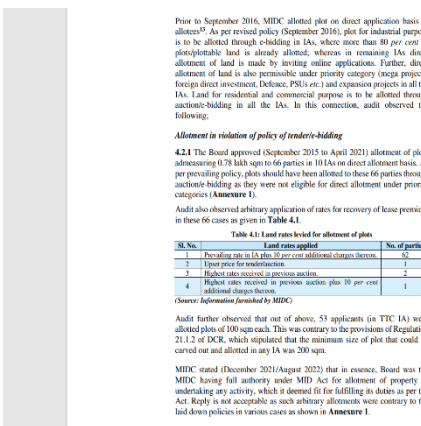 Prior to September 2016, MIDC allotted plot on direct application basis
allotees¹³. As per revised policy (September 2016), plot for industrial purpo
is to be allotted through e-bidding in IAs, where more than 80 per cent
plots/plottable land is already allotted; whereas in remaining IAs dire
allotment of land is made by inviting online applications. Further, dire
allotment of land is also permissible under priority category (mega projec
foreign direct investment, Defence, PSUs etc.) and expansion projects in all t
IAs. Land for residential and commercial purpose is to be allotted throu
auction/e-bidding in all the IAs. In this connection, audit observed t
following;
Allotment in violation of policy of tender/e-bidding
4.2.1 The Board approved (September 2015 to April 2021) allotment of plo
admeasuring 0.78 lakh sqm to 66 parties in 10 IAs on direct allotment basis.
per prevailing policy, plots should have been allotted to these 66 parties throu
auction/e-bidding as they were not eligible for direct allotment under prior
categories (Annexure 1).
Audit also observed arbitrary application of rates for recovery of lease premiu
in these 66 cases as given in Table 4.1.
Table 4.1: Land rates levied for allotment of plots
Sl. No. Land rates applied No. of partie
1 Prevailing rate in IA plus 10 per cent additional charges thereon. 62
2 Upset price for tender/auction. 1
3 Highest rates received in previous auction. 2
4 Highest rates received in previous auction plus 10 per cent 1
additional charges thereon.
(Source: Information furnished by MIDC)
Audit further observed that out of above, 53 applicants (in TTC IA) we
allotted plots of 100 sqm each. This was contrary to the provisions of Regulati
21.1.2 of DCR, which stipulated that the minimum size of plot that could
carved out and allotted in any IA was 200 sqm.
MIDC stated (December 2021/August 2022) that in essence, Board was t
MIDC having full authority under MID Act for allotment of property
undertaking any activity, which it deemed fit for fulfilling its duties as per t
Act. Reply is not acceptable as such arbitrary allotments were contrary to t
laid down policies in various cases as shown in Annexure 1.